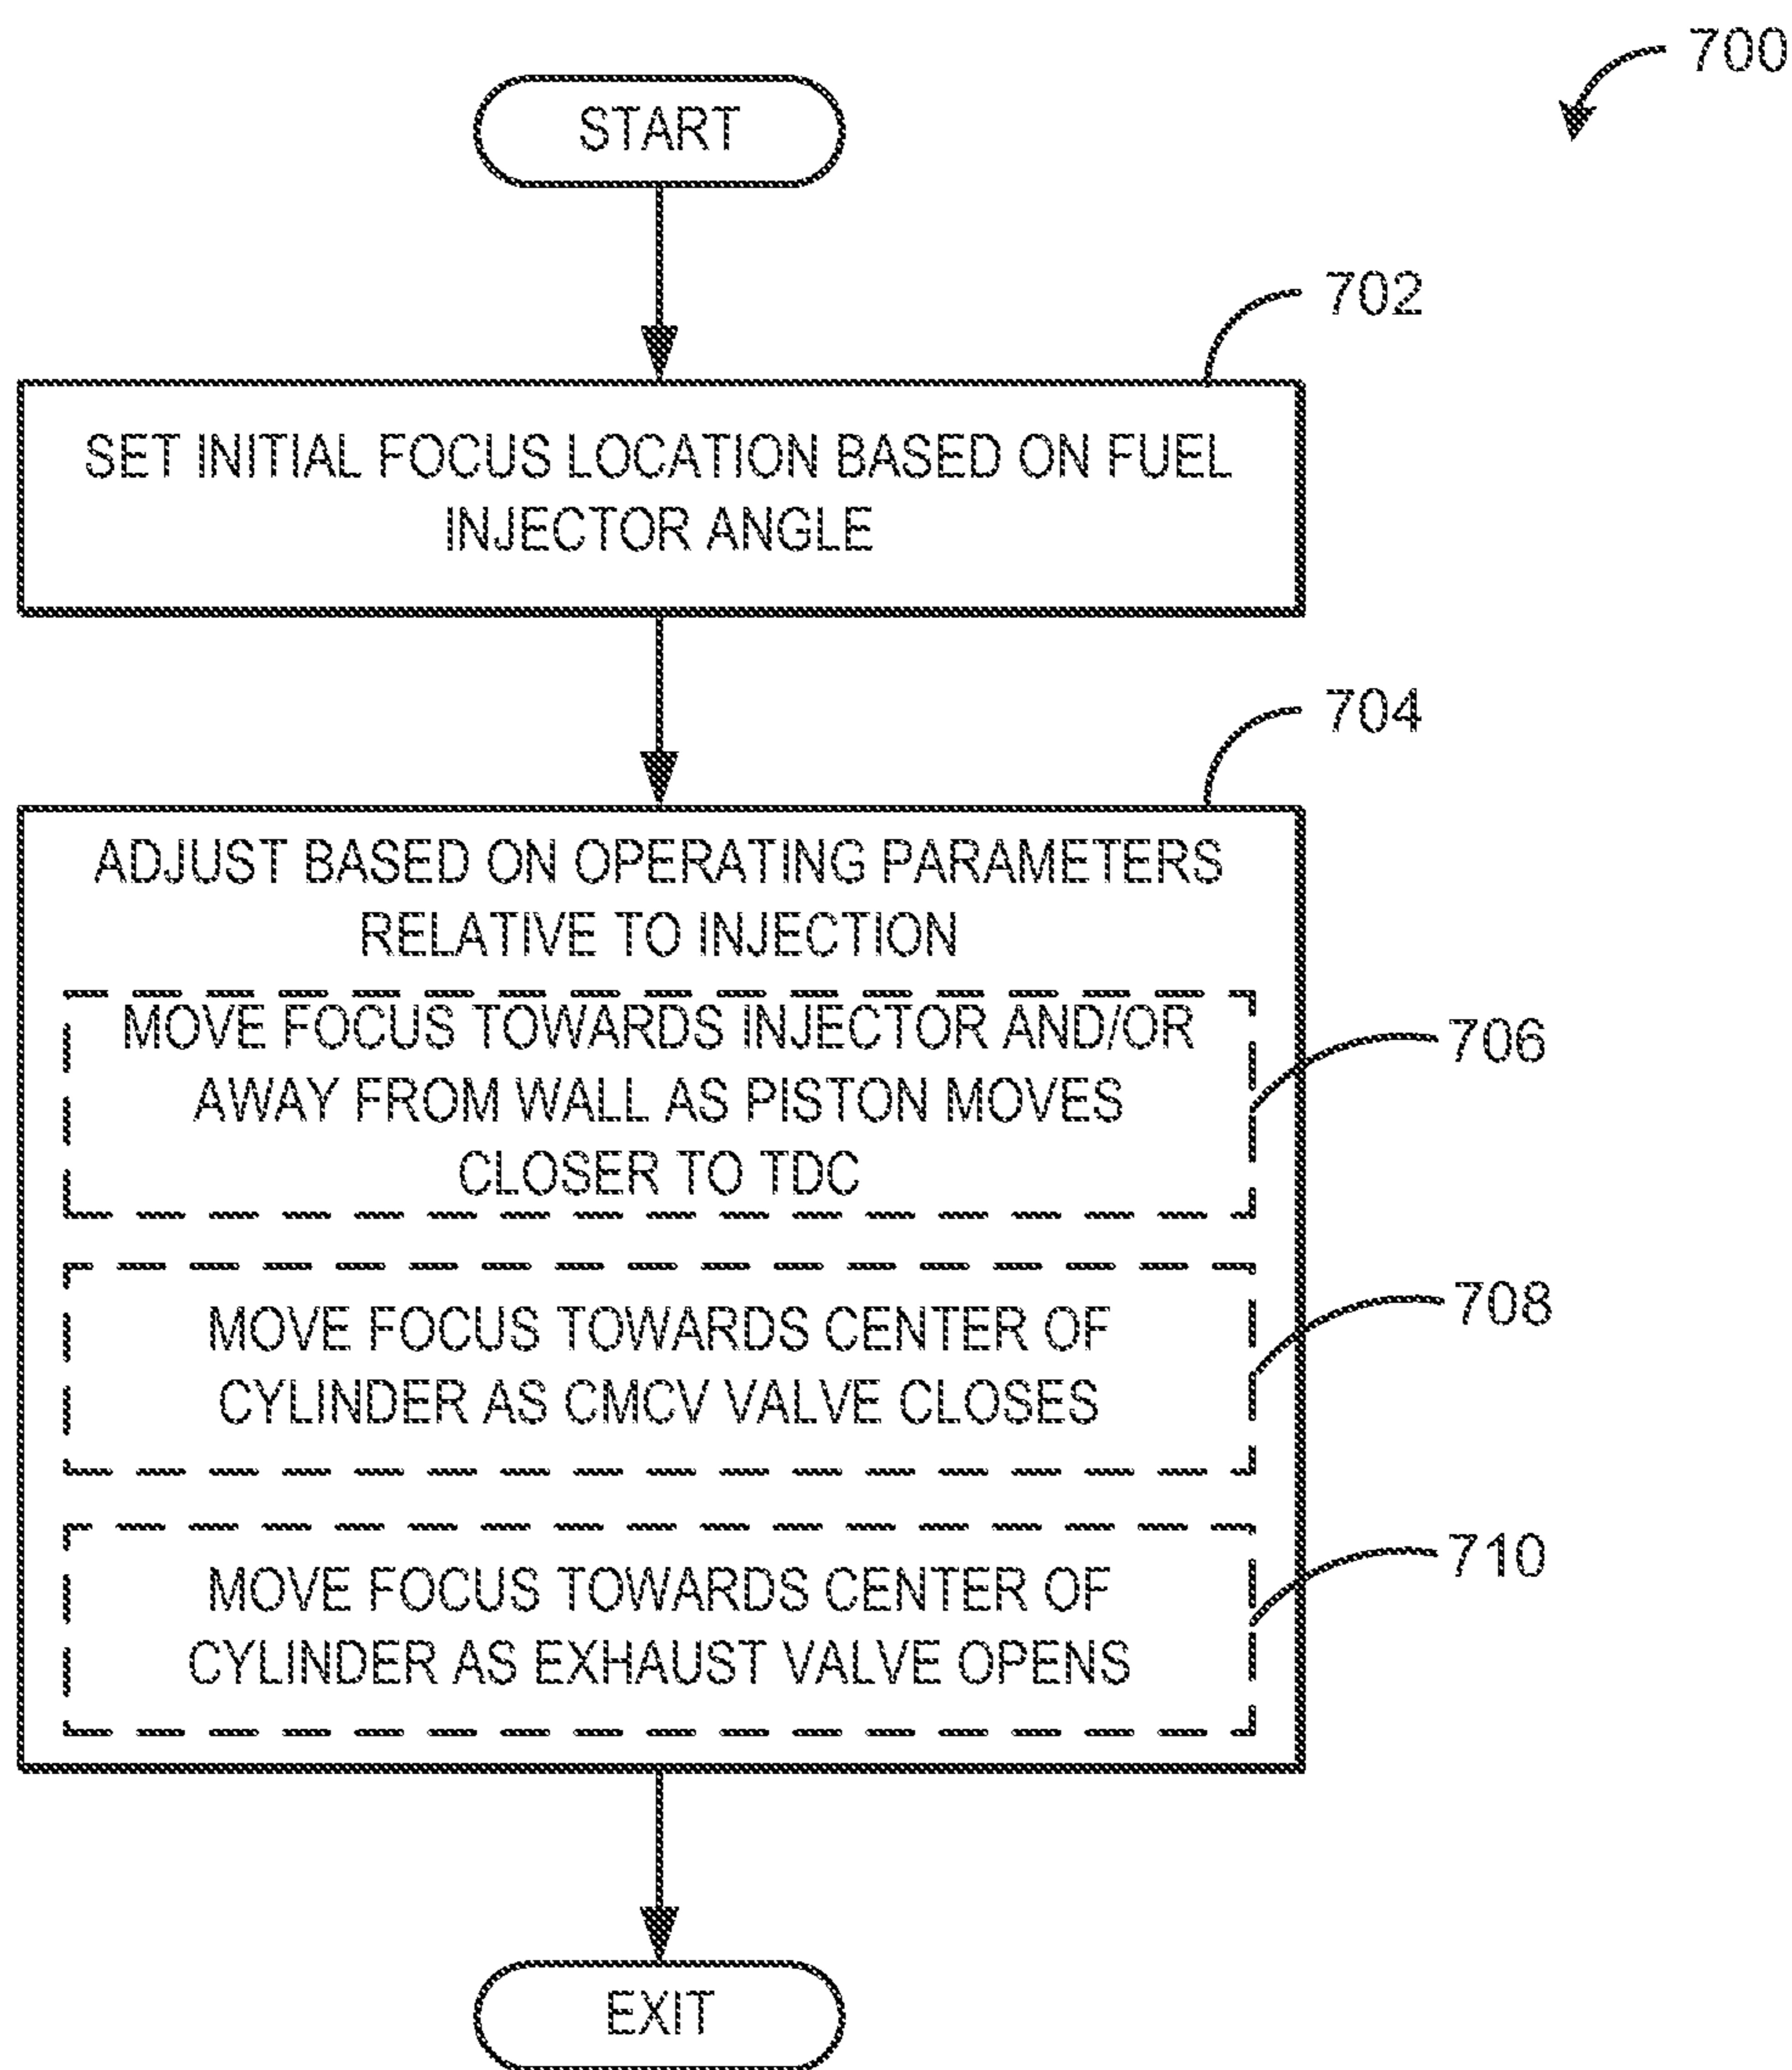 700
START
702
SET INITIAL FOCUS LOCATION BASED ON FUEL
INJECTOR ANGLE
704
ADJUST BASED ON OPERATING PARAMETERS
RELATIVE TO INJECTION
MOVE FOCUS TOWARDS INJECTOR AND/OR
AWAY FROM WALL AS PISTON MOVES
CLOSER TO TDC
706
MOVE FOCUS TOWARDS CENTER OF
CYLINDER AS CMCV VALVE CLOSES
708
MOVE FOCUS TOWARDS CENTER OF
CYLINDER AS EXHAUST VALVE OPENS
710
EXIT